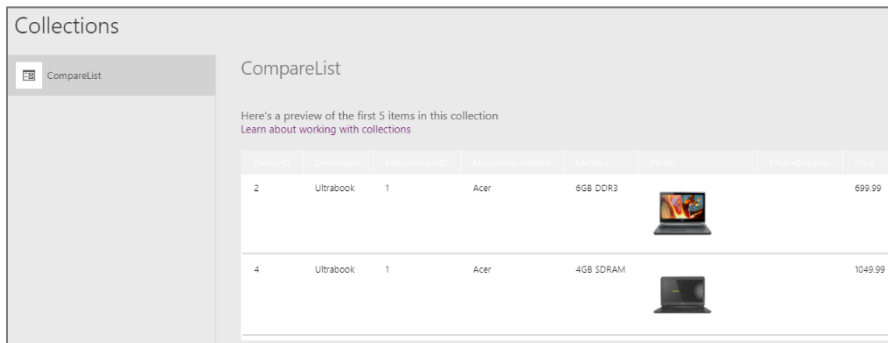 Collections
CompareList
CompareList
Here's a preview of the first 5 items in this collection
Learn about working with collections
DeviceID DeviceType ManufacturerID ManufacturerName Memory Photo Price
2 Ultrabook 1 Acer 6GB DDR3 699.99
4 Ultrabook 1 Acer 4GB SDRAM 1049.99